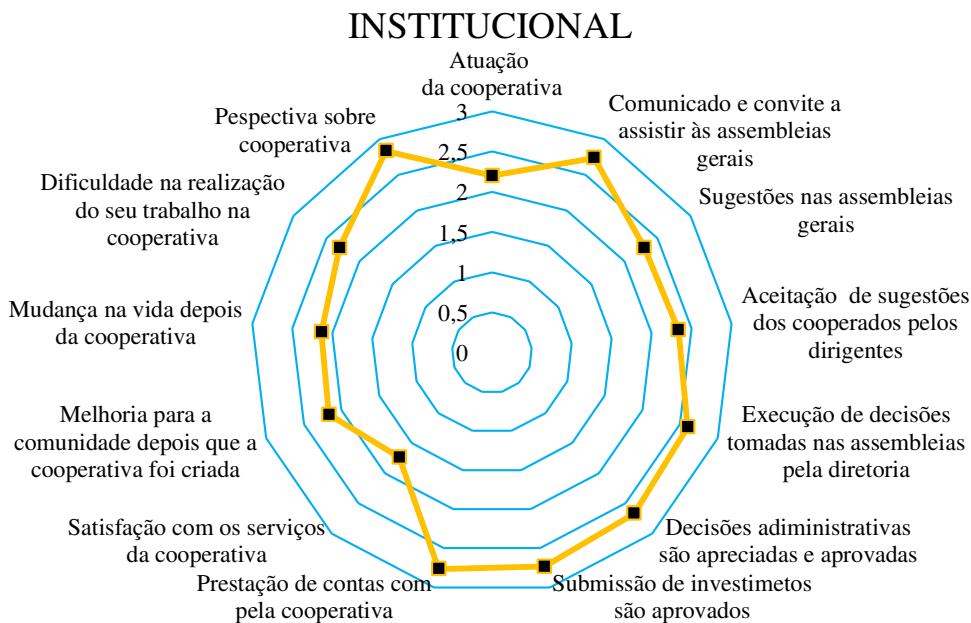 INSTITUCIONAL
Atuação
da cooperativa
Comunicado e convite a
assistir às assembleias
gerais
Sugestões nas assembleias
gerais
Aceitação de sugestões
dos cooperados pelos
dirigentes
Execução de decisões
tomadas nas assembleias
pela diretoria
Decisões adiministrativas
são apreciadas e aprovadas
Submissão de investimetos
são aprovados
Prestação de contas com
pela cooperativa
Satisfação com os serviços
da cooperativa
Melhoria para a
comunidade depois que a
cooperativa foi criada
Mudança na vida depois
da cooperativa
Dificuldade na realização
do seu trabalho na
cooperativa
Pespectiva sobre
cooperativa
3
2,5
2
1,5
1
0,5
0